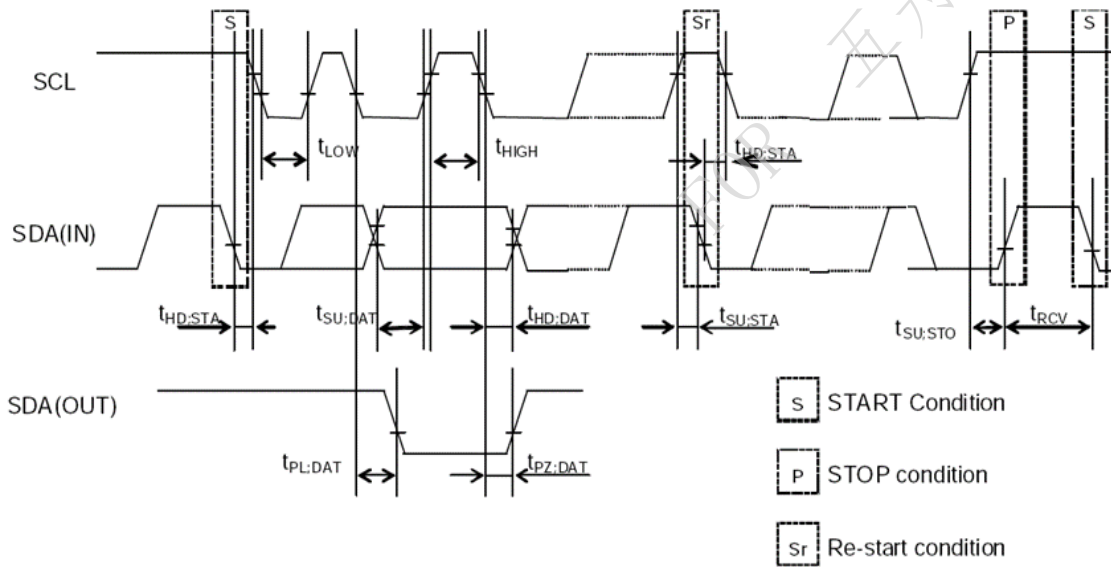 S
Sr
P
S
SCL
tLOW
tHIGH
tHD;STA
FOR
SDA(IN)
tHD;STA
tSU;DAT
tHD;DAT
tSU;STA
tSU;STO
tRCV
SDA(OUT)
tPL;DAT
tPZ;DAT
S START Condition
P STOP condition
Sr Re-start condition